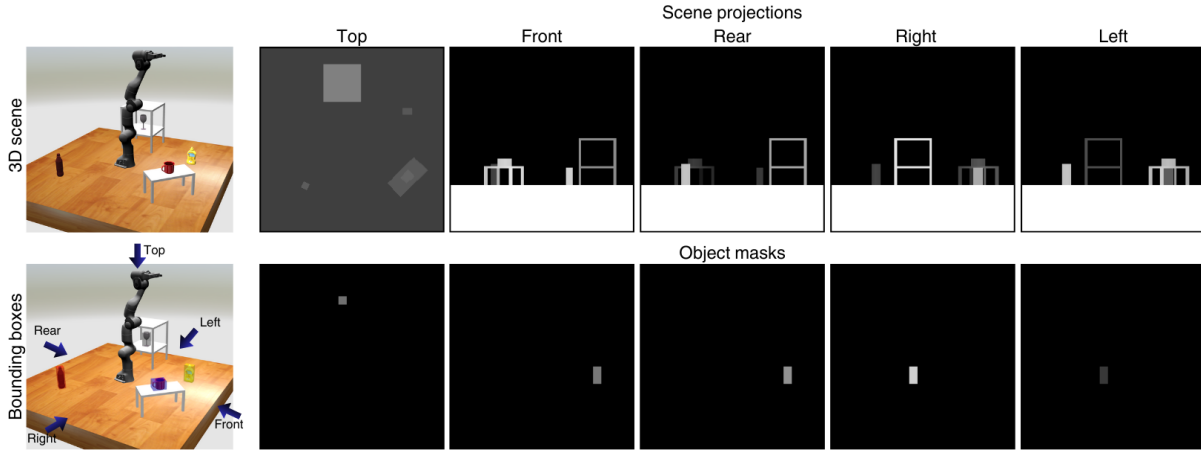 Scene projections
Top
Front
Rear
Right
Left
3D scene
Object masks
Bounding boxes
Top
Rear
Left
Right
Front